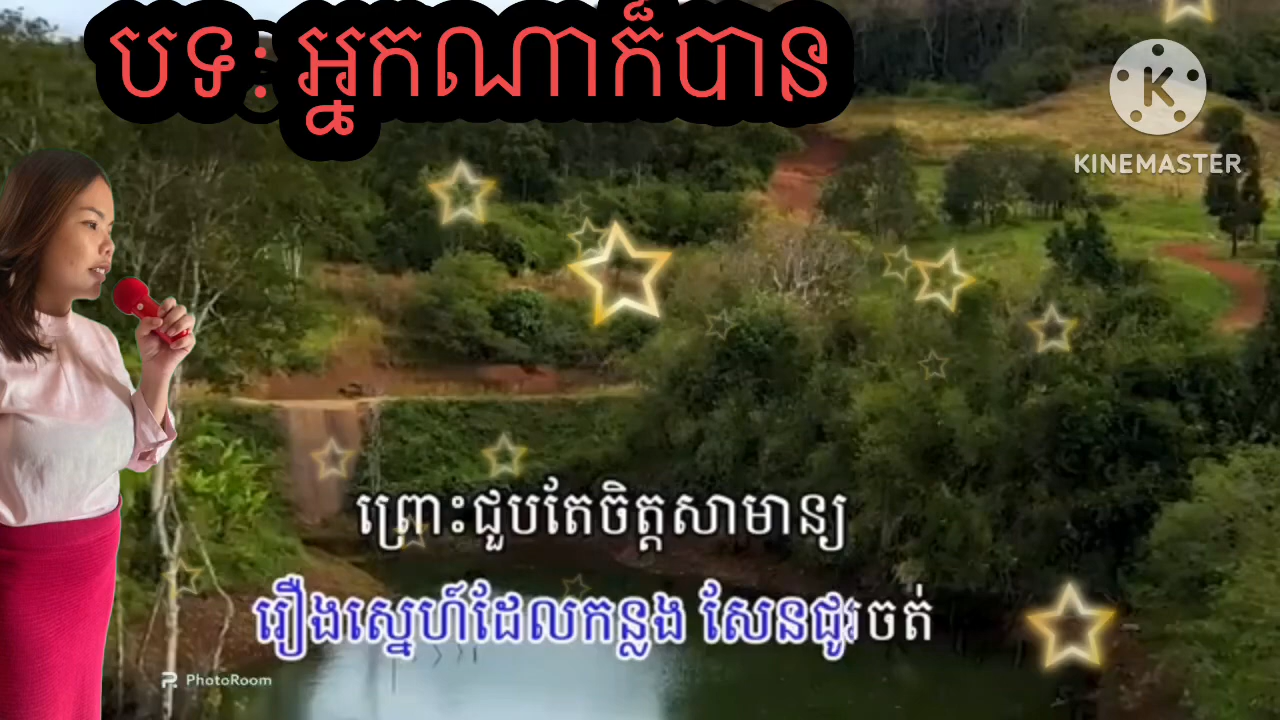 បទ: អ្នកណាក៏បាន
KINEMASTER
ព្រោះជួបតែចិត្តសាមាន្យ
រឿងស្នេហ៍ដែលកន្លង សែនជូរចត់
PhotoRoom